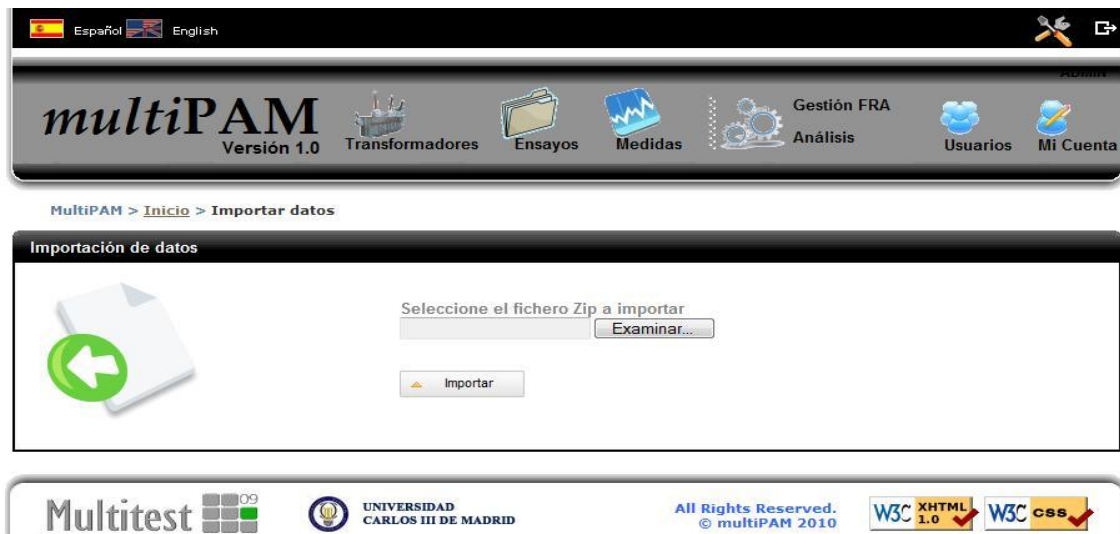 Español English
ADMIN
multiPAM
Versión 1.0
Transformadores
Ensayos
Medidas
Gestión FRA
Análisis
Usuarios
Mi Cuenta
MultiPAM > Inicio > Importar datos
Importación de datos
Seleccione el fichero Zip a importar
Examinar...
Importar
Multitest 09
UNIVERSIDAD
CARLOS III DE MADRID
All Rights Reserved.
© multiPAM 2010
W3C XHTML 1.0
W3C css